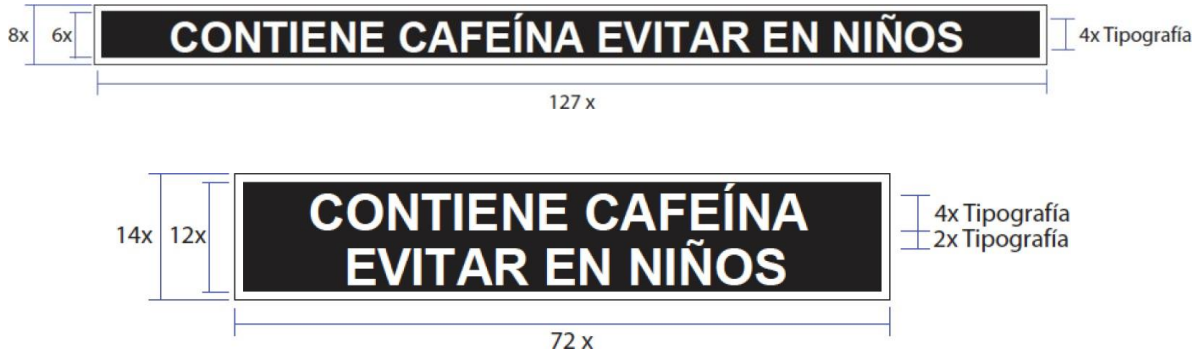 8x 6x CONTIENE CAFEÍNA EVITAR EN NIÑOS 4x Tipografía
127 x
CONTIENE CAFEÍNA 4x Tipografía
14x 12x 2x Tipografía
EVITAR EN NIÑOS
72 x